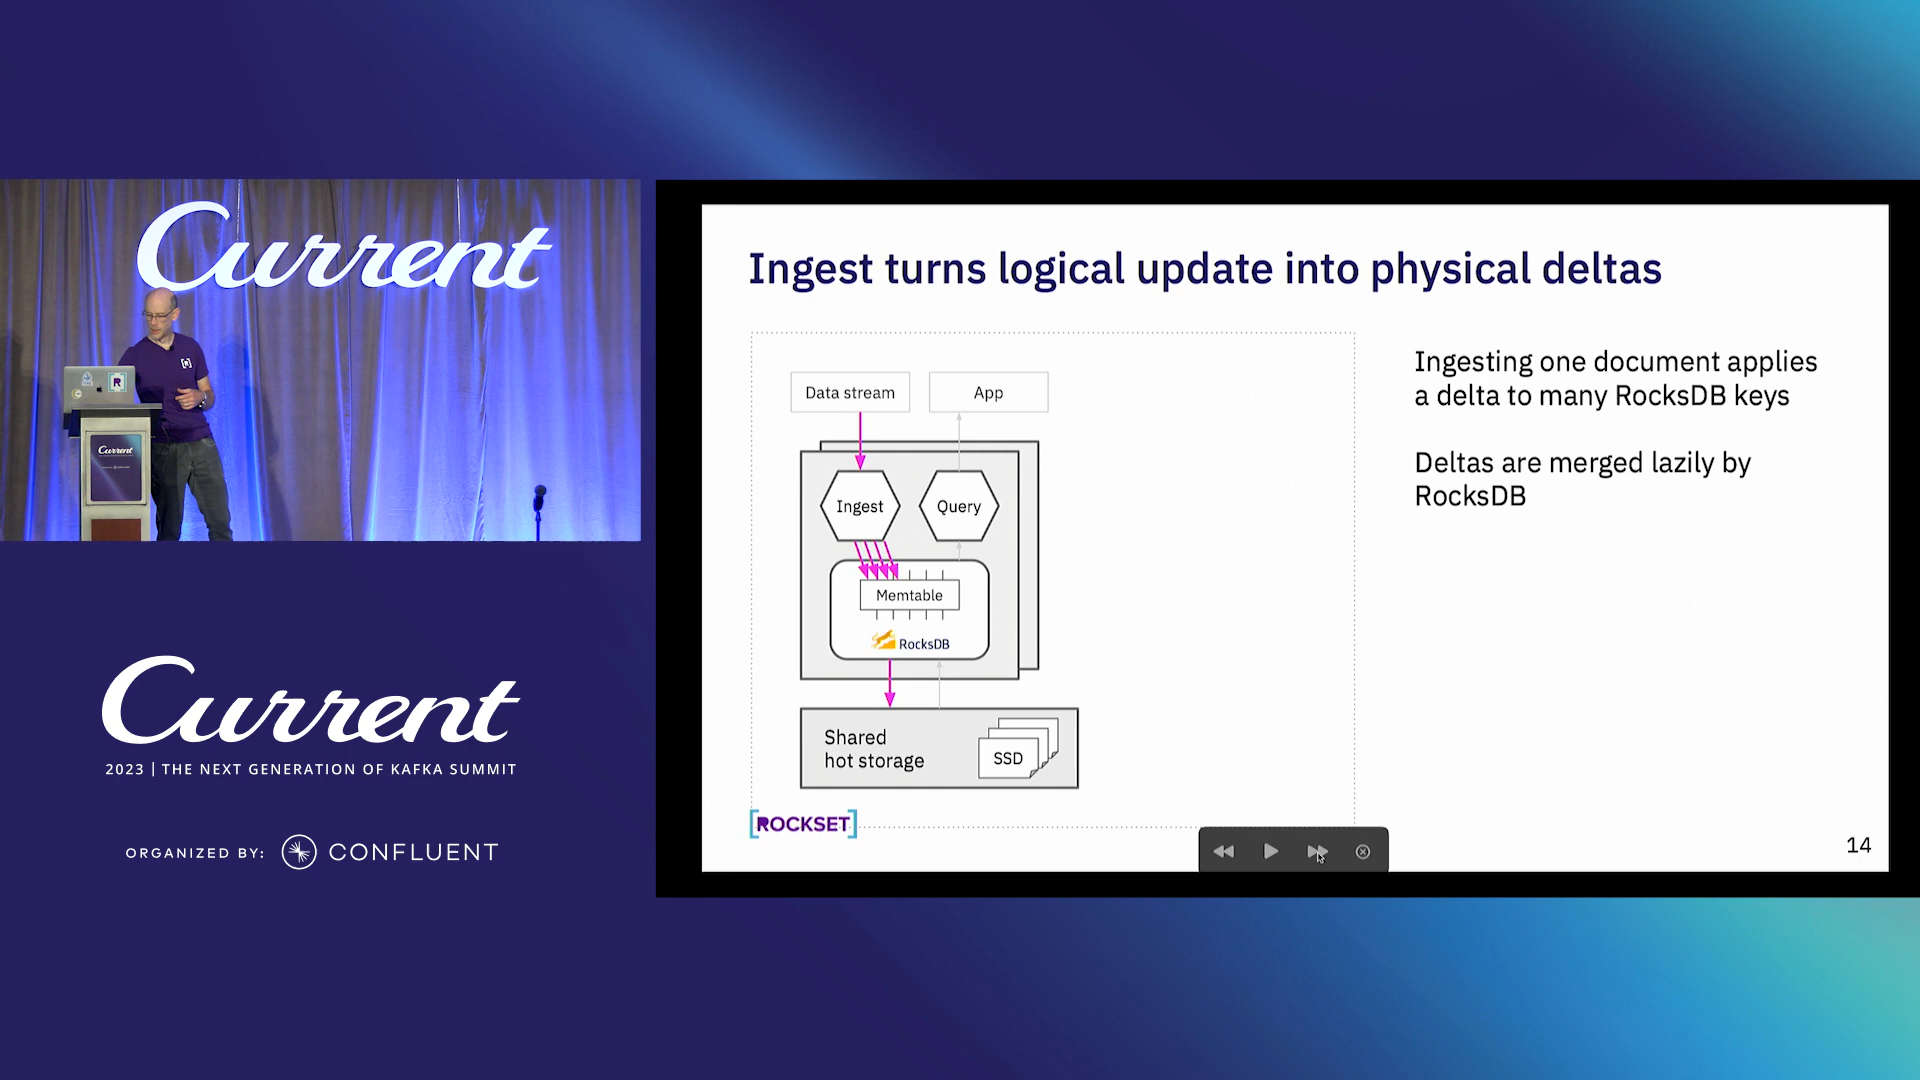 Current
Current
Current
2023 | THE NEXT GENERATION OF KAFKA SUMMIT
ORGANIZED BY: CONFLUENT
Ingest turns logical update into physical deltas
Data stream
App
Ingest
Query
Memtable
RocksDB
Shared
hot storage
SSD
Ingesting one document applies
a delta to many RocksDB keys
Deltas are merged lazily by
RocksDB
[ROCKSET]
14
R